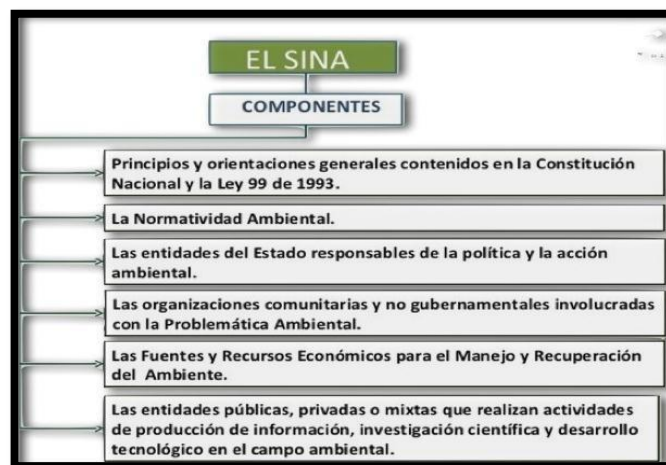 EL SINA
COMPONENTES
Principios y orientaciones generales contenidos en la Constitución
Nacional y la Ley 99 de 1993.
La Normatividad Ambiental.
Las entidades del Estado responsables de la política y la acción
ambiental.
Las organizaciones comunitarias y no gubernamentales involucradas
con la Problemática Ambiental.
Las Fuentes y Recursos Económicos para el Manejo y Recuperación
del Ambiente.
Las entidades públicas, privadas o mixtas que realizan actividades
de producción de información, investigación científica y desarrollo
tecnológico en el campo ambiental.